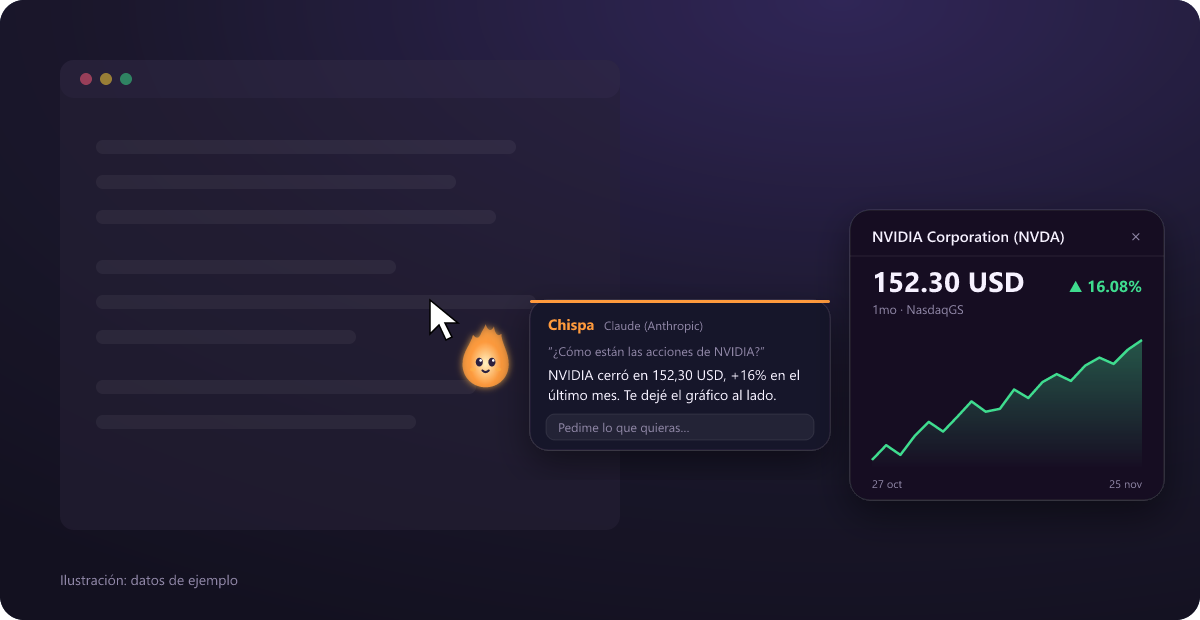 NVIDIA Corporation (NVDA) ×
152.30 USD ▲ 16.08%
1mo · NasdaqGS
27 oct 25 nov
Chispa Claude (Anthropic)
"¿Cómo están las acciones de NVIDIA?"
NVIDIA cerró en 152,30 USD, +16% en el
último mes. Te dejé el gráfico al lado.
Pedime lo que quieras...
Ilustración: datos de ejemplo